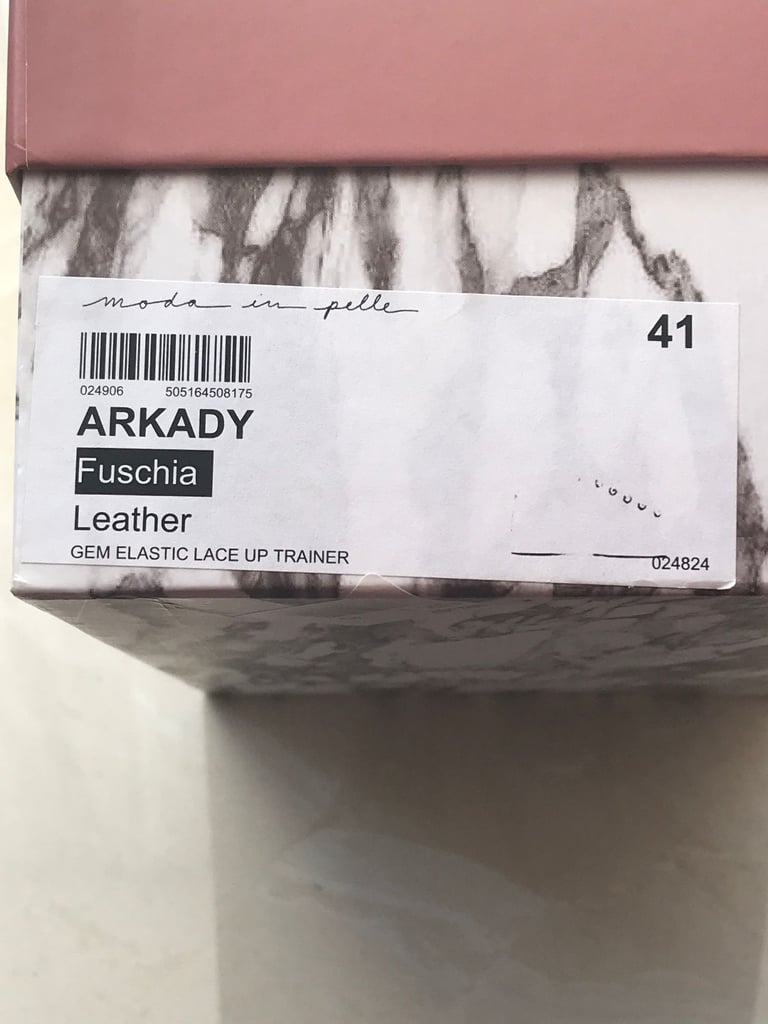 moda in pelle
41
024906 505164508175
ARKADY
Fuschia
Leather
GEM ELASTIC LACE UP TRAINER
024824